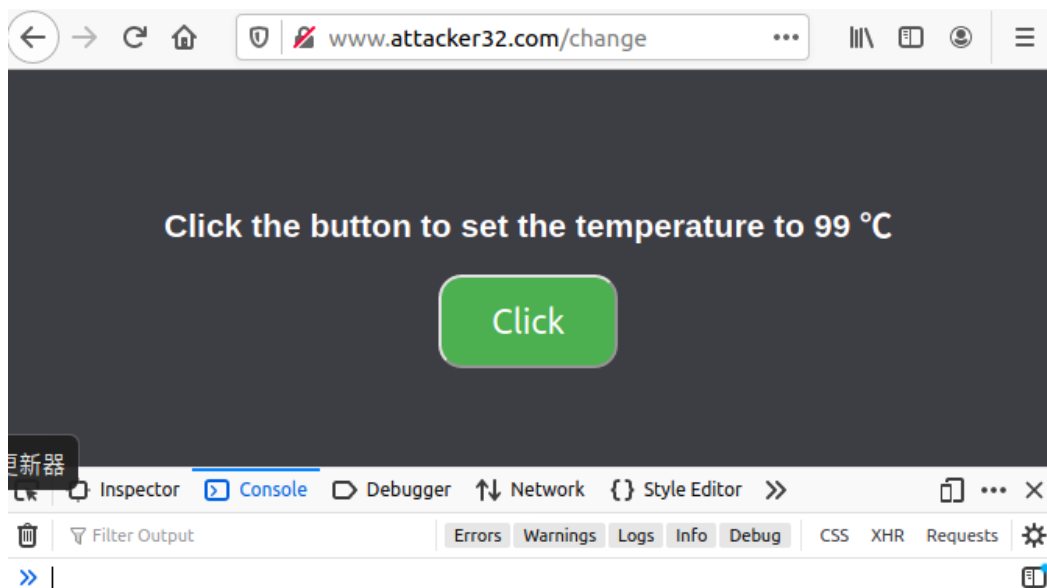 www.attacker32.com/change
Click the button to set the temperature to 99 °C
Click
更新器
Inspector Console Debugger Network {} Style Editor
Filter Output Errors Warnings Logs Info Debug CSS XHR Requests